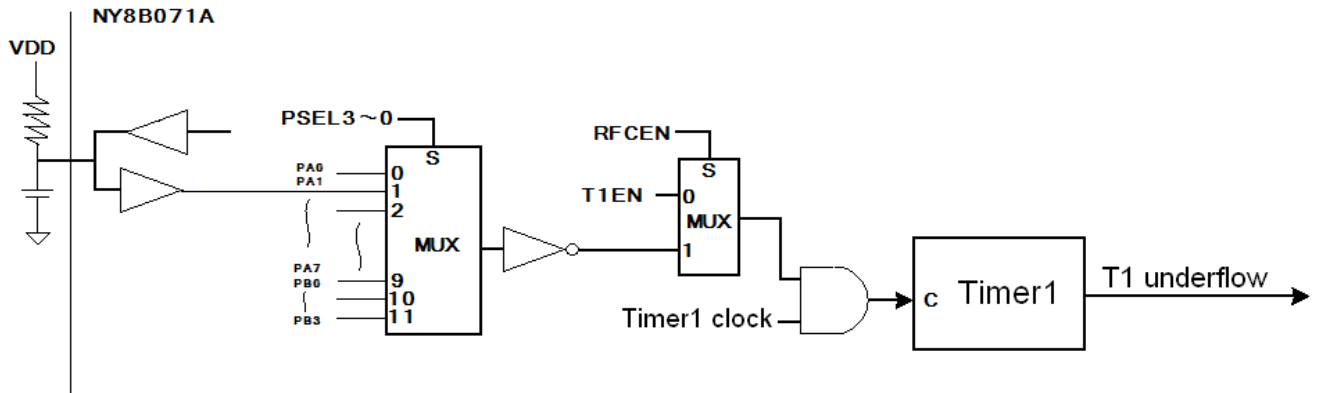 NY8B071A
VDD
PSEL3~0
RFCEN
S
S
PA0
0
PA1
1
T1EN
0
2
MUX
MUX
1
PA7
9
PB0
10
PB3
11
Timer1 clock
C
Timer1
T1 underflow